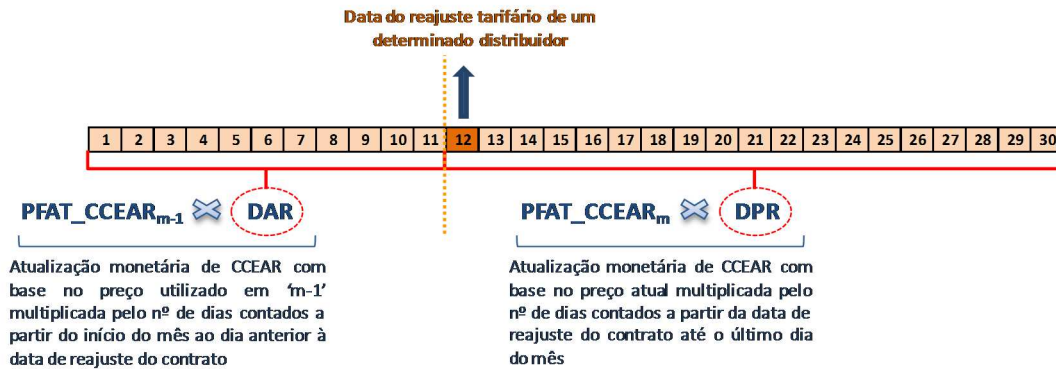 Data do reajuste tarifário de um
determinado distribuidor
1 2 3 4 5 6 7 8 9 10 11 12 13 14 15 16 17 18 19 20 21 22 23 24 25 26 27 28 29 30
PFAT_CCEARm-1 DAR
PFAT_CCEARm DPR
Atualização monetária de CCEAR com
base no preço utilizado em ‘m-1’
multiplicada pelo nº de dias contados a
partir do início do mês ao dia anterior à
data de reajuste do contrato
Atualização monetária de CCEAR com
base no preço atual multiplicada pelo
nº de dias contados a partir da data de
reajuste do contrato até o último dia
do mês